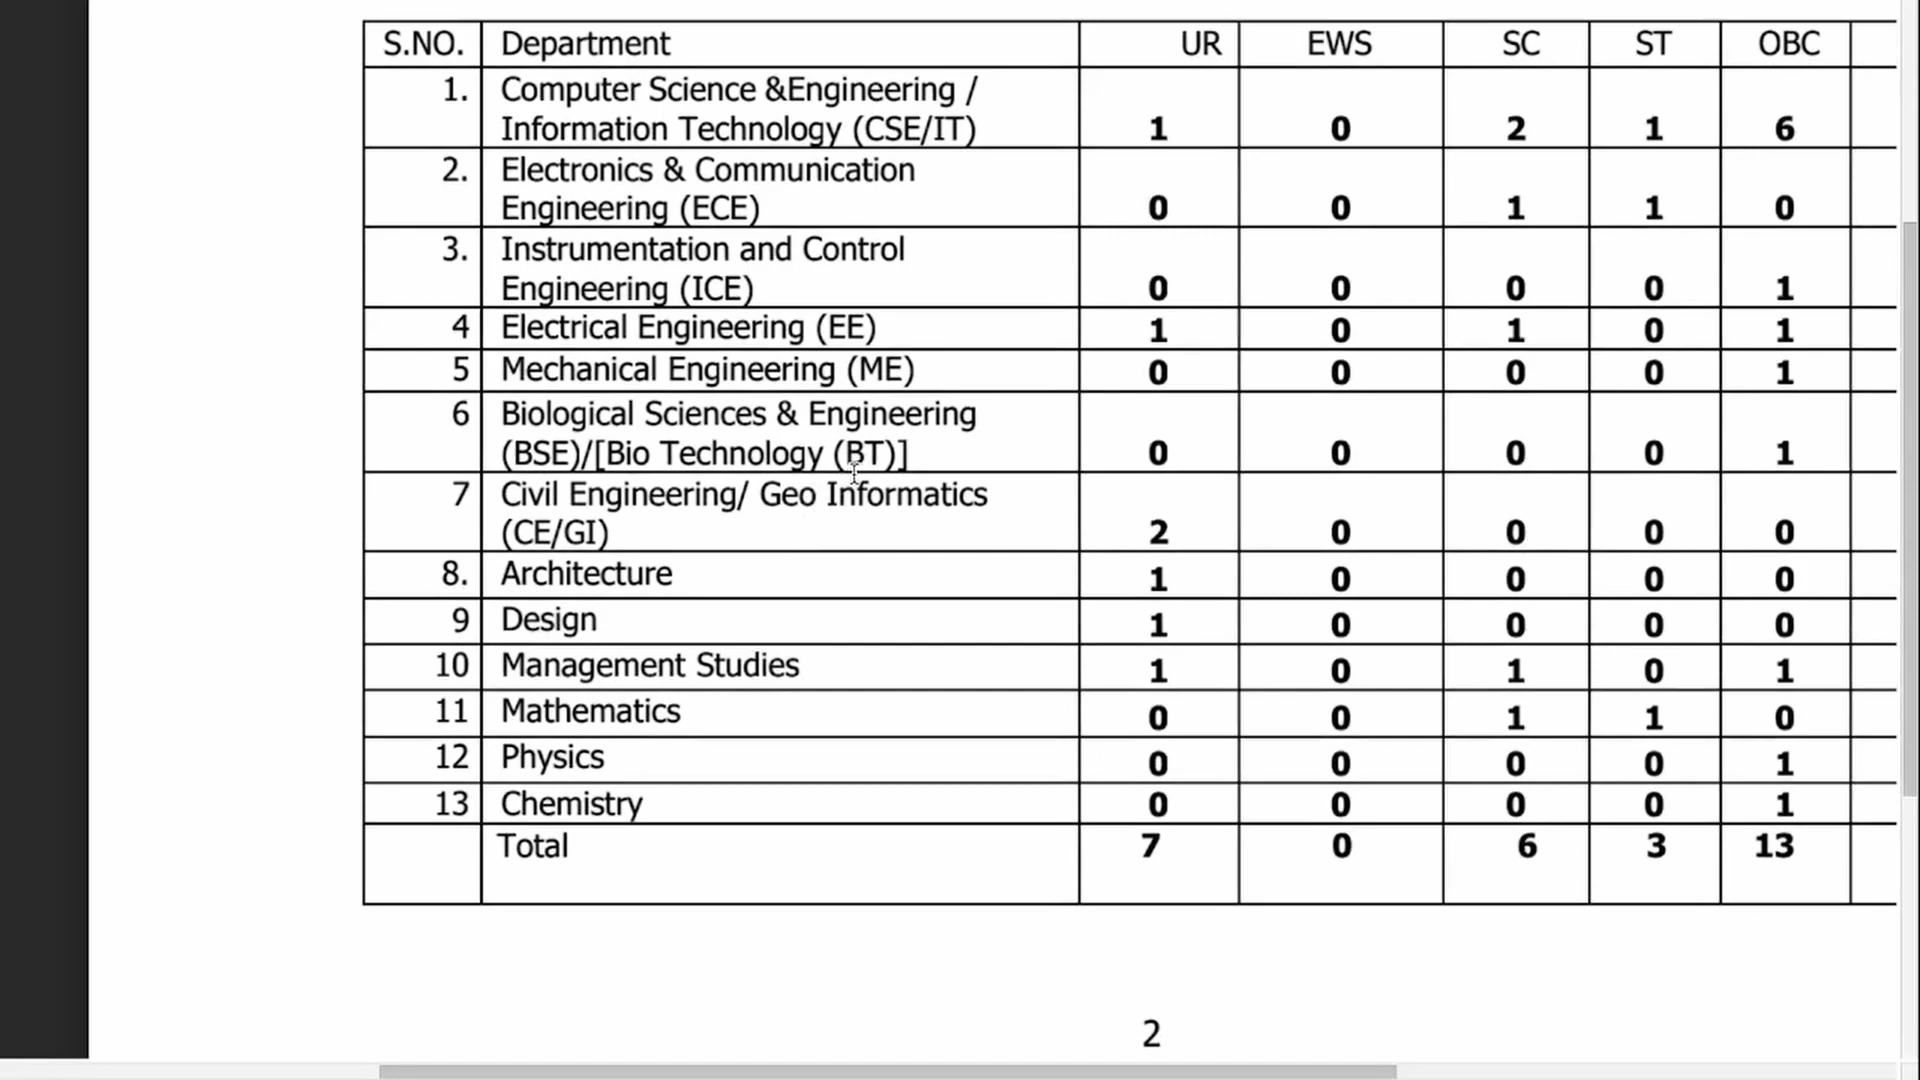 S.NO. Department UR EWS SC ST OBC
1. Computer Science &Engineering /
Information Technology (CSE/IT) 1 0 2 1 6
2. Electronics & Communication
Engineering (ECE) 0 0 1 1 0
3. Instrumentation and Control
Engineering (ICE) 0 0 0 0 1
4 Electrical Engineering (EE) 1 0 1 0 1
5 Mechanical Engineering (ME) 0 0 0 0 1
6 Biological Sciences & Engineering
(BSE)/[Bio Technology (BT)] 0 0 0 0 1
7 Civil Engineering/ Geo Informatics
(CE/GI) 2 0 0 0 0
8. Architecture 1 0 0 0 0
9 Design 1 0 0 0 0
10 Management Studies 1 0 1 0 1
11 Mathematics 0 0 1 1 0
12 Physics 0 0 0 0 1
13 Chemistry 0 0 0 0 1
Total 7 0 6 3 13
2